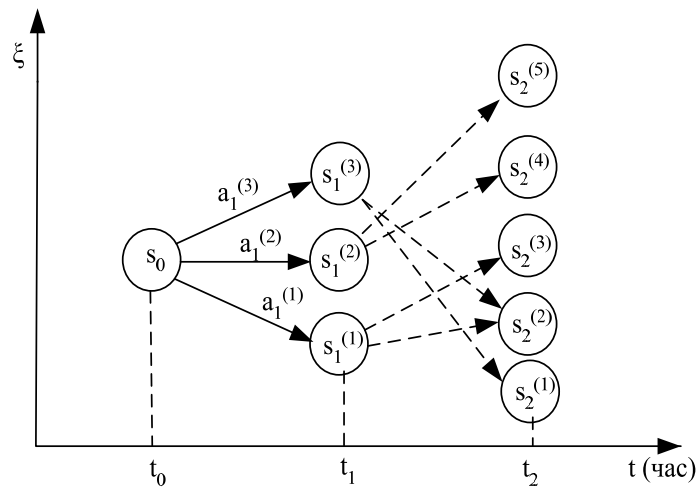 ξ
s₂⁽⁵⁾
s₂⁽⁴⁾
s₁⁽³⁾
a₁⁽³⁾
s₂⁽³⁾
s₀
a₁⁽²⁾
s₁⁽²⁾
a₁⁽¹⁾
s₂⁽²⁾
s₁⁽¹⁾
s₂⁽¹⁾
t₀
t₁
t₂
t (час)